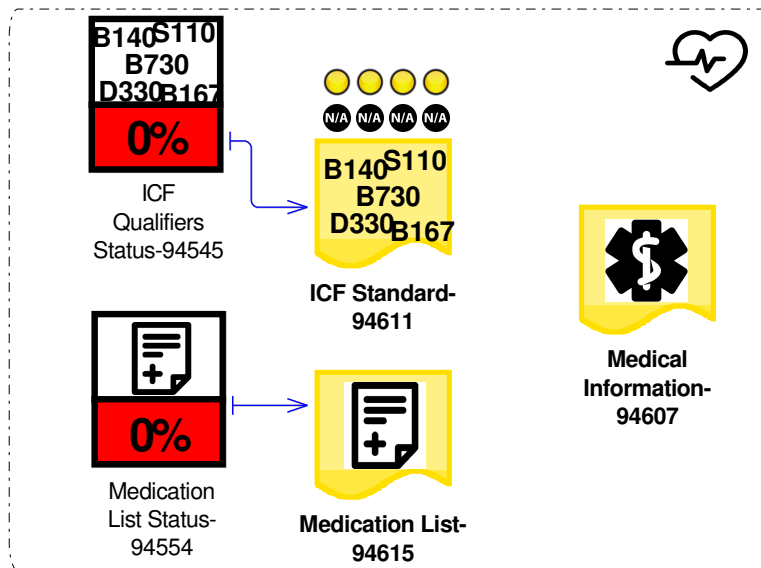 B140 S110
B730
D330 B167
0%
ICF
Qualifiers
Status-94545
N/A N/A N/A N/A
B140 S110
B730
D330 B167
ICF Standard-
94611
Medical
Information-
94607
0%
Medication
List Status-
94554
Medication List-
94615